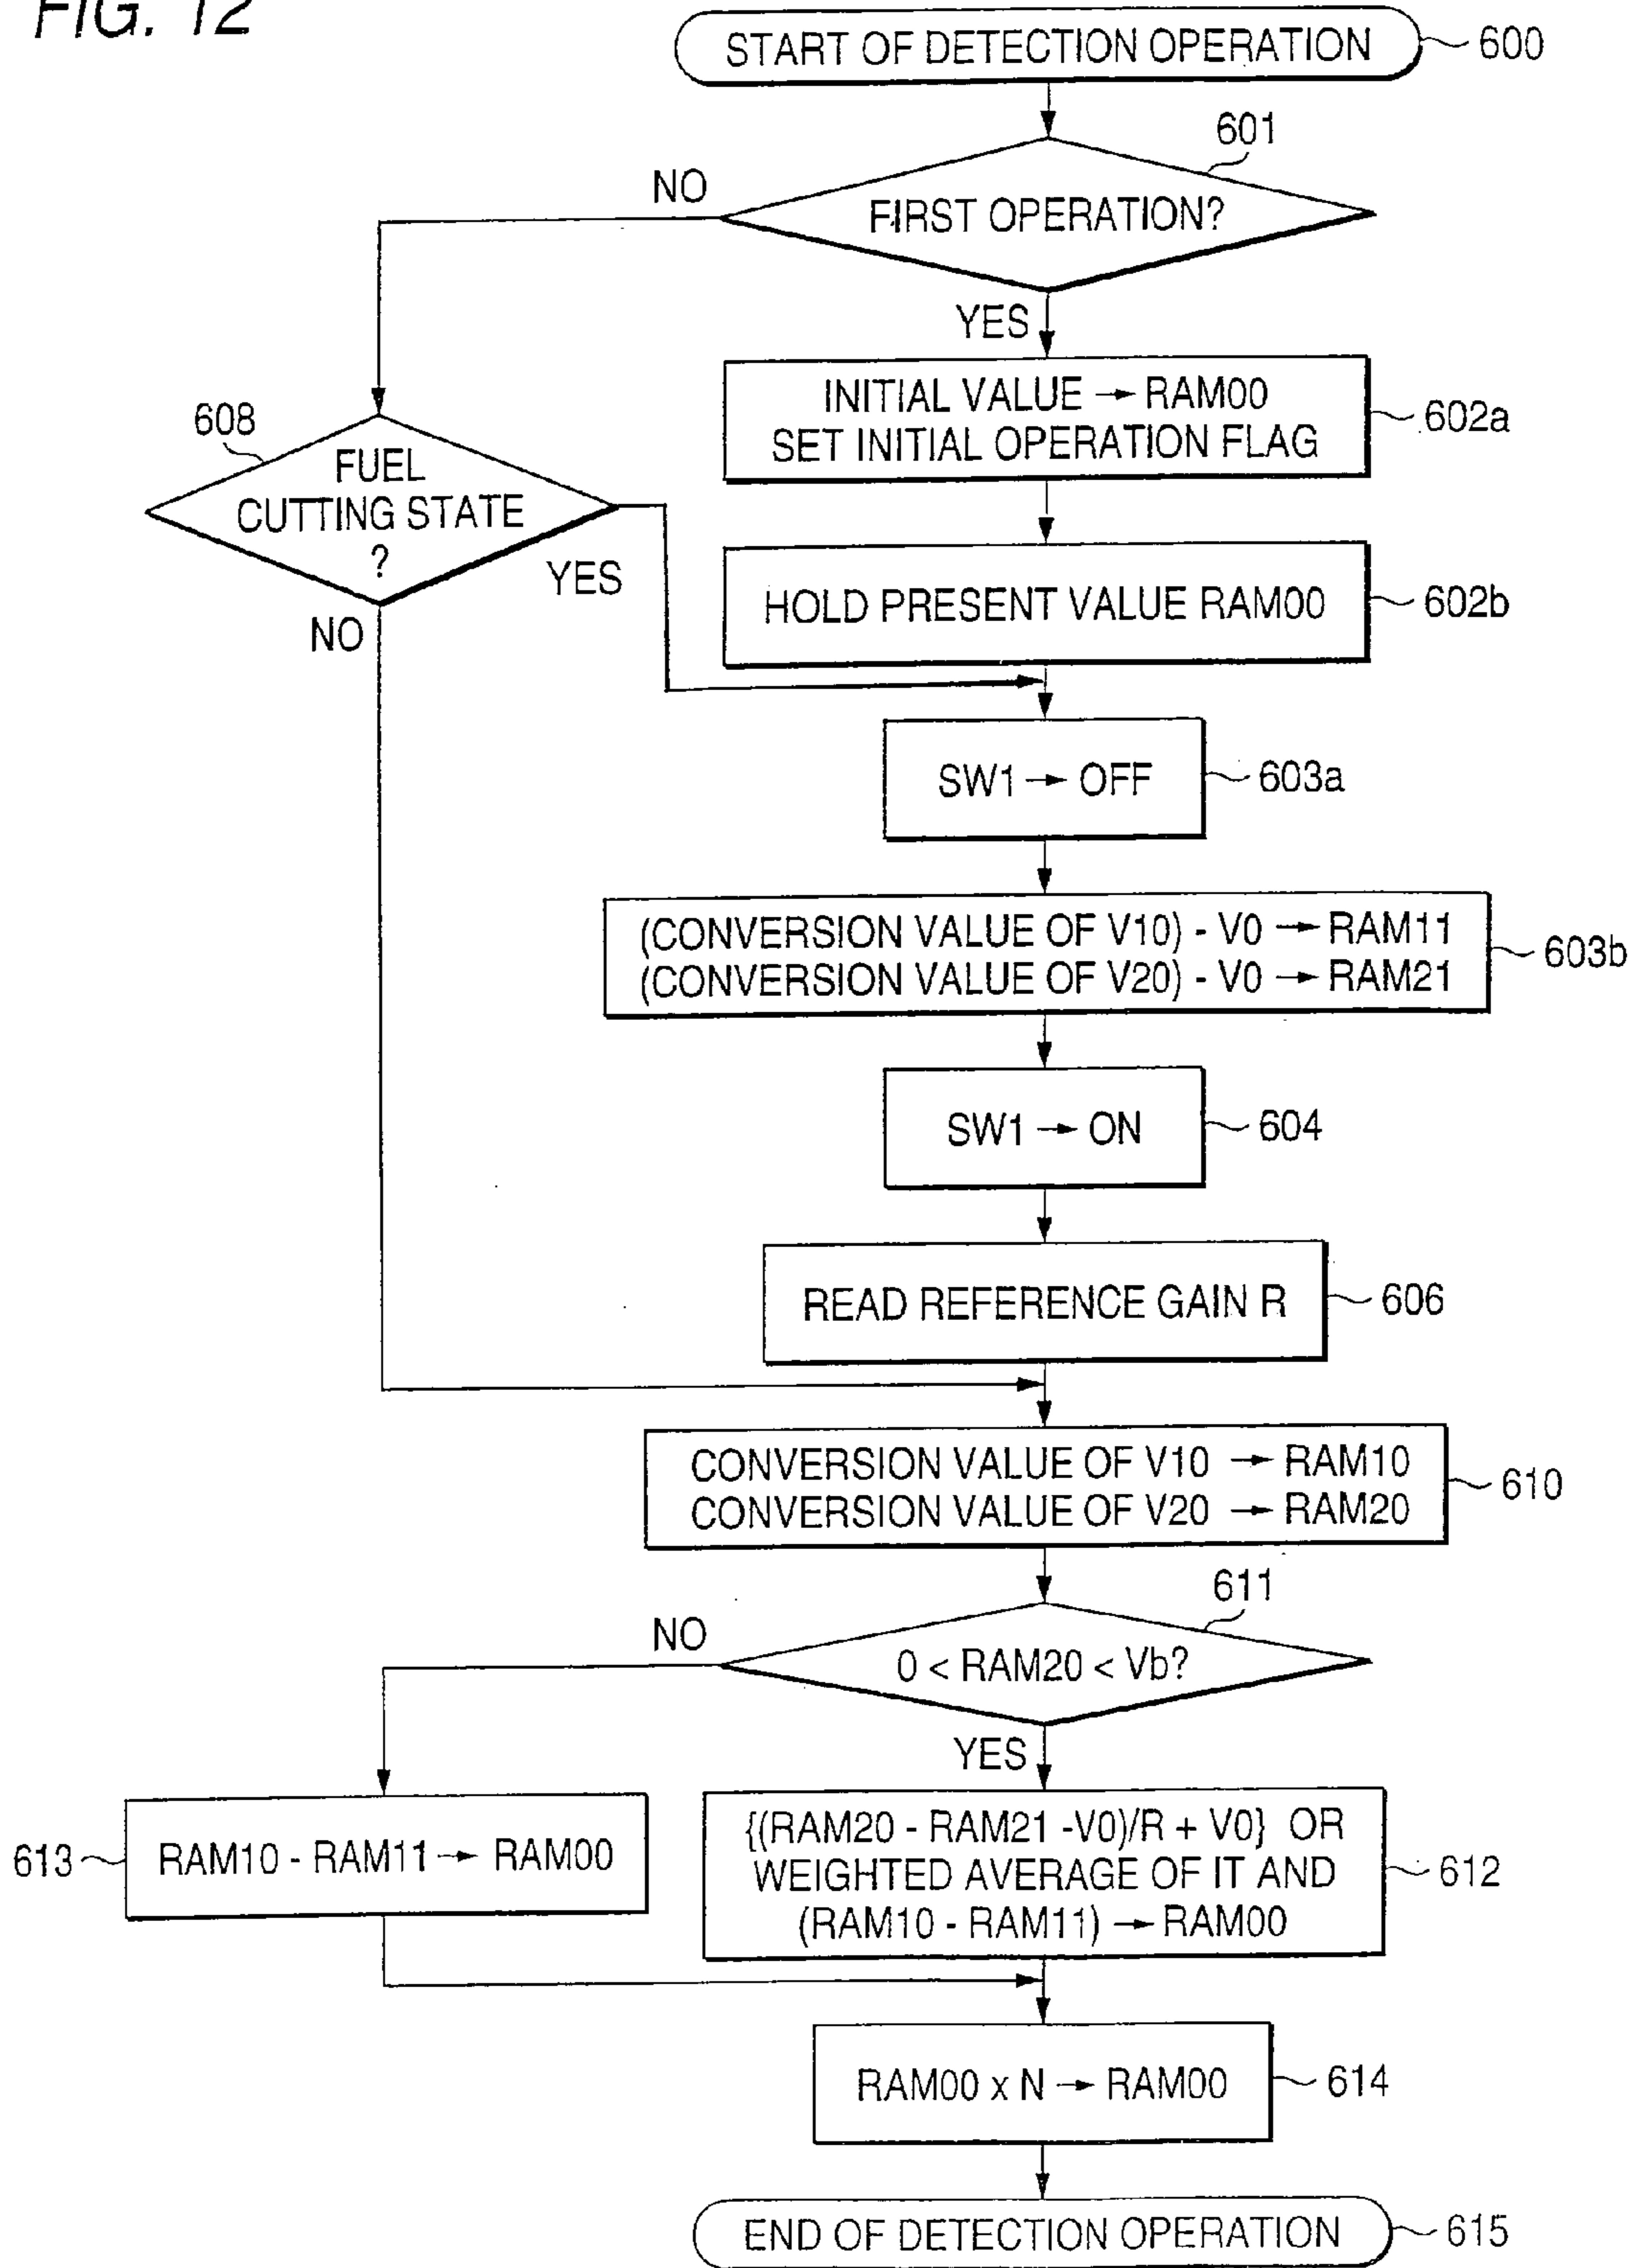 FIG. 12
START OF DETECTION OPERATION
600
601
NO
FIRST OPERATION?
YES
INITIAL VALUE → RAM00
SET INITIAL OPERATION FLAG
602a
608
FUEL
CUTTING STATE
?
YES
NO
HOLD PRESENT VALUE RAM00
602b
SW1 → OFF
603a
(CONVERSION VALUE OF V10) - V0 → RAM11
(CONVERSION VALUE OF V20) - V0 → RAM21
603b
SW1 → ON
604
READ REFERENCE GAIN R
606
CONVERSION VALUE OF V10 → RAM10
CONVERSION VALUE OF V20 → RAM20
610
611
NO
0 < RAM20 < Vb?
YES
613
RAM10 - RAM11 → RAM00
{(RAM20 - RAM21 -V0)/R + V0} OR
WEIGHTED AVERAGE OF IT AND
(RAM10 - RAM11) → RAM00
612
RAM00 x N → RAM00
614
END OF DETECTION OPERATION
615